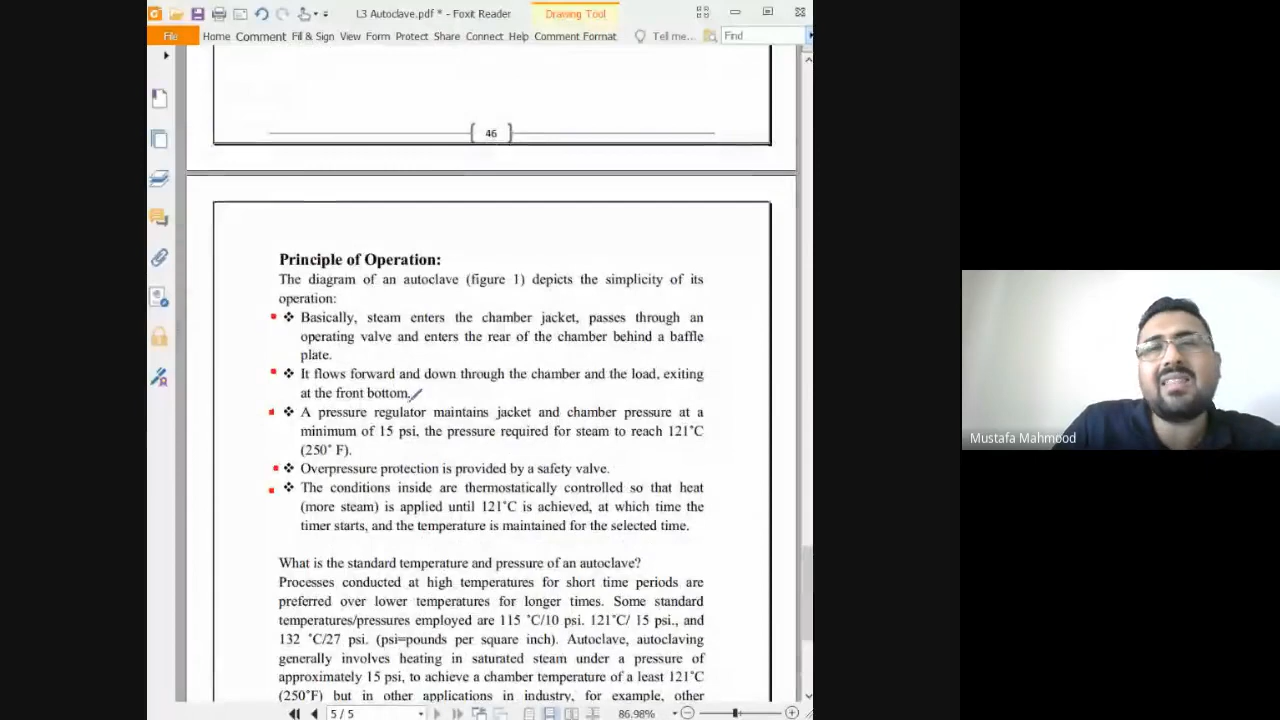 L3 Autoclave.pdf * - Foxit Reader
Drawing Tool
File
Home Comment Fill & Sign View Form Protect Share Connect Help Comment Format
Tell me...
Find
46
Principle of Operation:
The diagram of an autoclave (figure 1) depicts the simplicity of its
operation:
❖ Basically, steam enters the chamber jacket, passes through an
operating valve and enters the rear of the chamber behind a baffle
plate.
❖ It flows forward and down through the chamber and the load, exiting
at the front bottom.
❖ A pressure regulator maintains jacket and chamber pressure at a
minimum of 15 psi, the pressure required for steam to reach 121˚C
(250˚ F).
❖ Overpressure protection is provided by a safety valve.
❖ The conditions inside are thermostatically controlled so that heat
(more steam) is applied until 121˚C is achieved, at which time the
timer starts, and the temperature is maintained for the selected time.
What is the standard temperature and pressure of an autoclave?
Processes conducted at high temperatures for short time periods are
preferred over lower temperatures for longer times. Some standard
temperatures/pressures employed are 115 ˚C/10 psi. 121˚C/ 15 psi., and
132 ˚C/27 psi. (psi=pounds per square inch). Autoclave, autoclaving
generally involves heating in saturated steam under a pressure of
approximately 15 psi, to achieve a chamber temperature of a least 121˚C
(250˚F) but in other applications in industry, for example, other
5 / 5
86.98%
Mustafa Mahmood